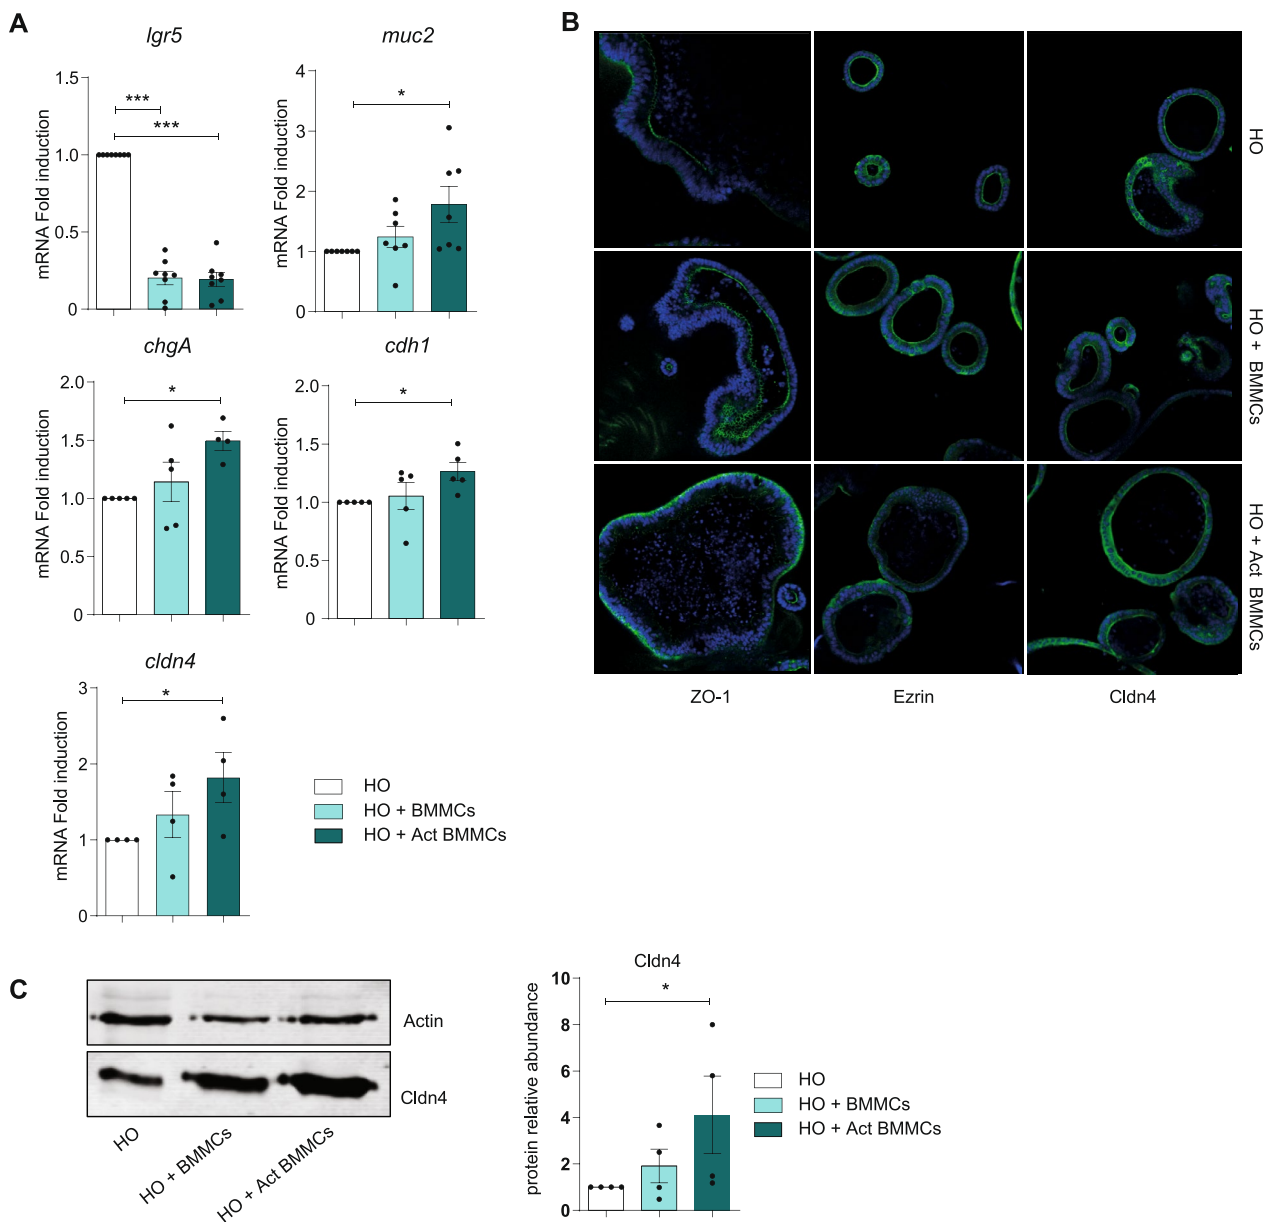 A
lgr5
mRNA Fold induction
1.5
1.0
0.5
0
***
***
muc2
mRNA Fold induction
4
3
2
1
0
*
chgA
mRNA Fold induction
2.0
1.5
1.0
0.5
0
*
cdh1
mRNA Fold induction
2.0
1.5
1.0
0.5
0
*
cldn4
mRNA Fold induction
3
2
1
0
*
HO
HO + BMMCs
HO + Act BMMCs
B
HO
HO + BMMCs
HO + Act BMMCs
ZO-1
Ezrin
Cldn4
C
Actin
Cldn4
HO
HO + BMMCs
HO + Act BMMCs
Cldn4
protein relative abundance
10
8
6
4
2
0
*
HO
HO + BMMCs
HO + Act BMMCs